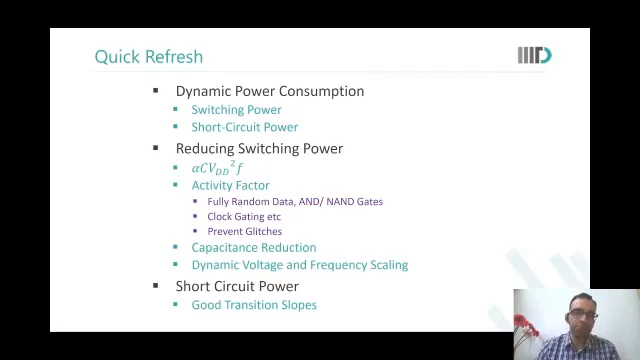 Quick Refresh
Dynamic Power Consumption
Switching Power
Short-Circuit Power
Reducing Switching Power
αCV_DD²f
Activity Factor
Fully Random Data, AND/ NAND Gates
Clock Gating etc
Prevent Glitches
Capacitance Reduction
Dynamic Voltage and Frequency Scaling
Short Circuit Power
Good Transition Slopes